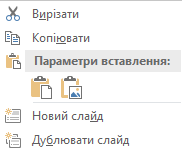 Вирізати
Копіювати
Параметри вставлення:
Новий слайд
Дублювати слайд